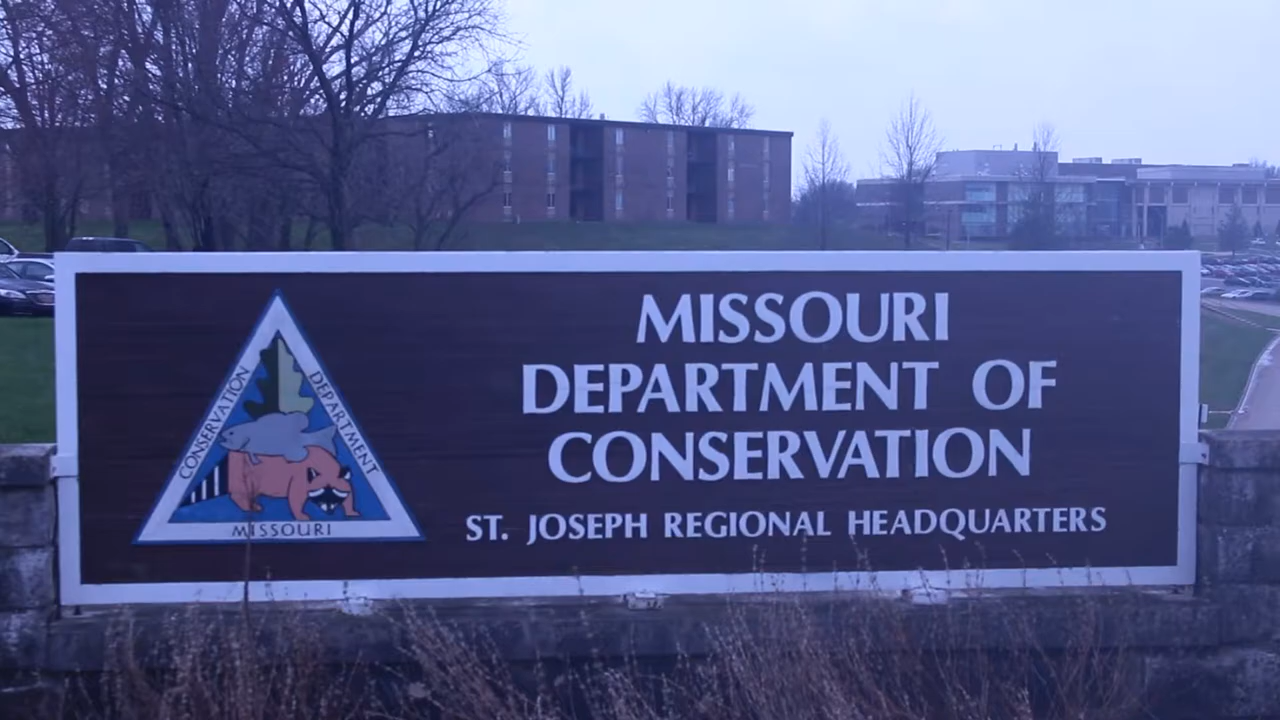 CONSERVATION
DEPARTMENT
MISSOURI
MISSOURI
DEPARTMENT OF
CONSERVATION
ST. JOSEPH REGIONAL HEADQUARTERS